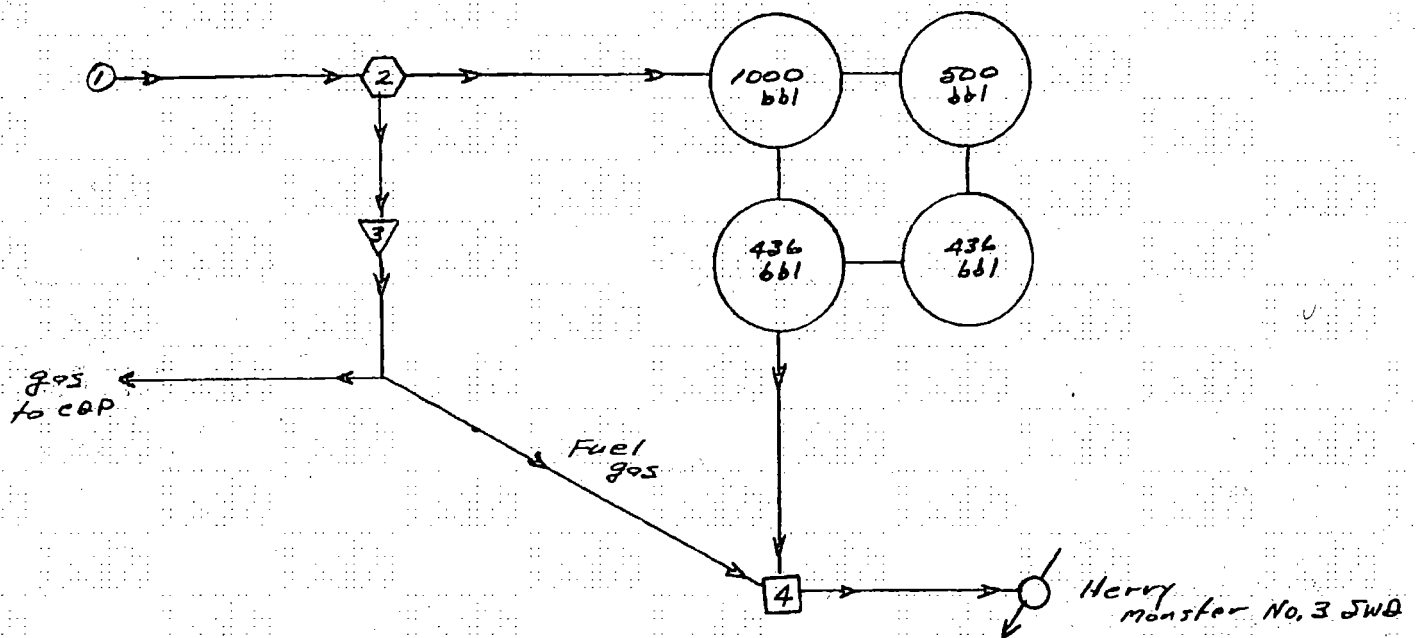 1
2
1000
bbl
500
bbl
3
436
bbl
436
bbl
gas
to CDP
Fuel
gas
4
Henry
Monster No. 3 SWD